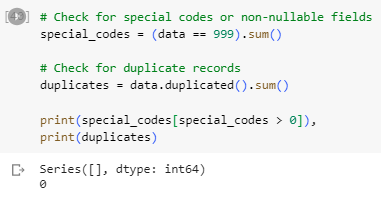 # Check for special codes or non-nullable fields
special_codes = (data == 999).sum()
# Check for duplicate records
duplicates = data.duplicated().sum()
print(special_codes[special_codes > 0]),
print(duplicates)
Series([], dtype: int64)
0